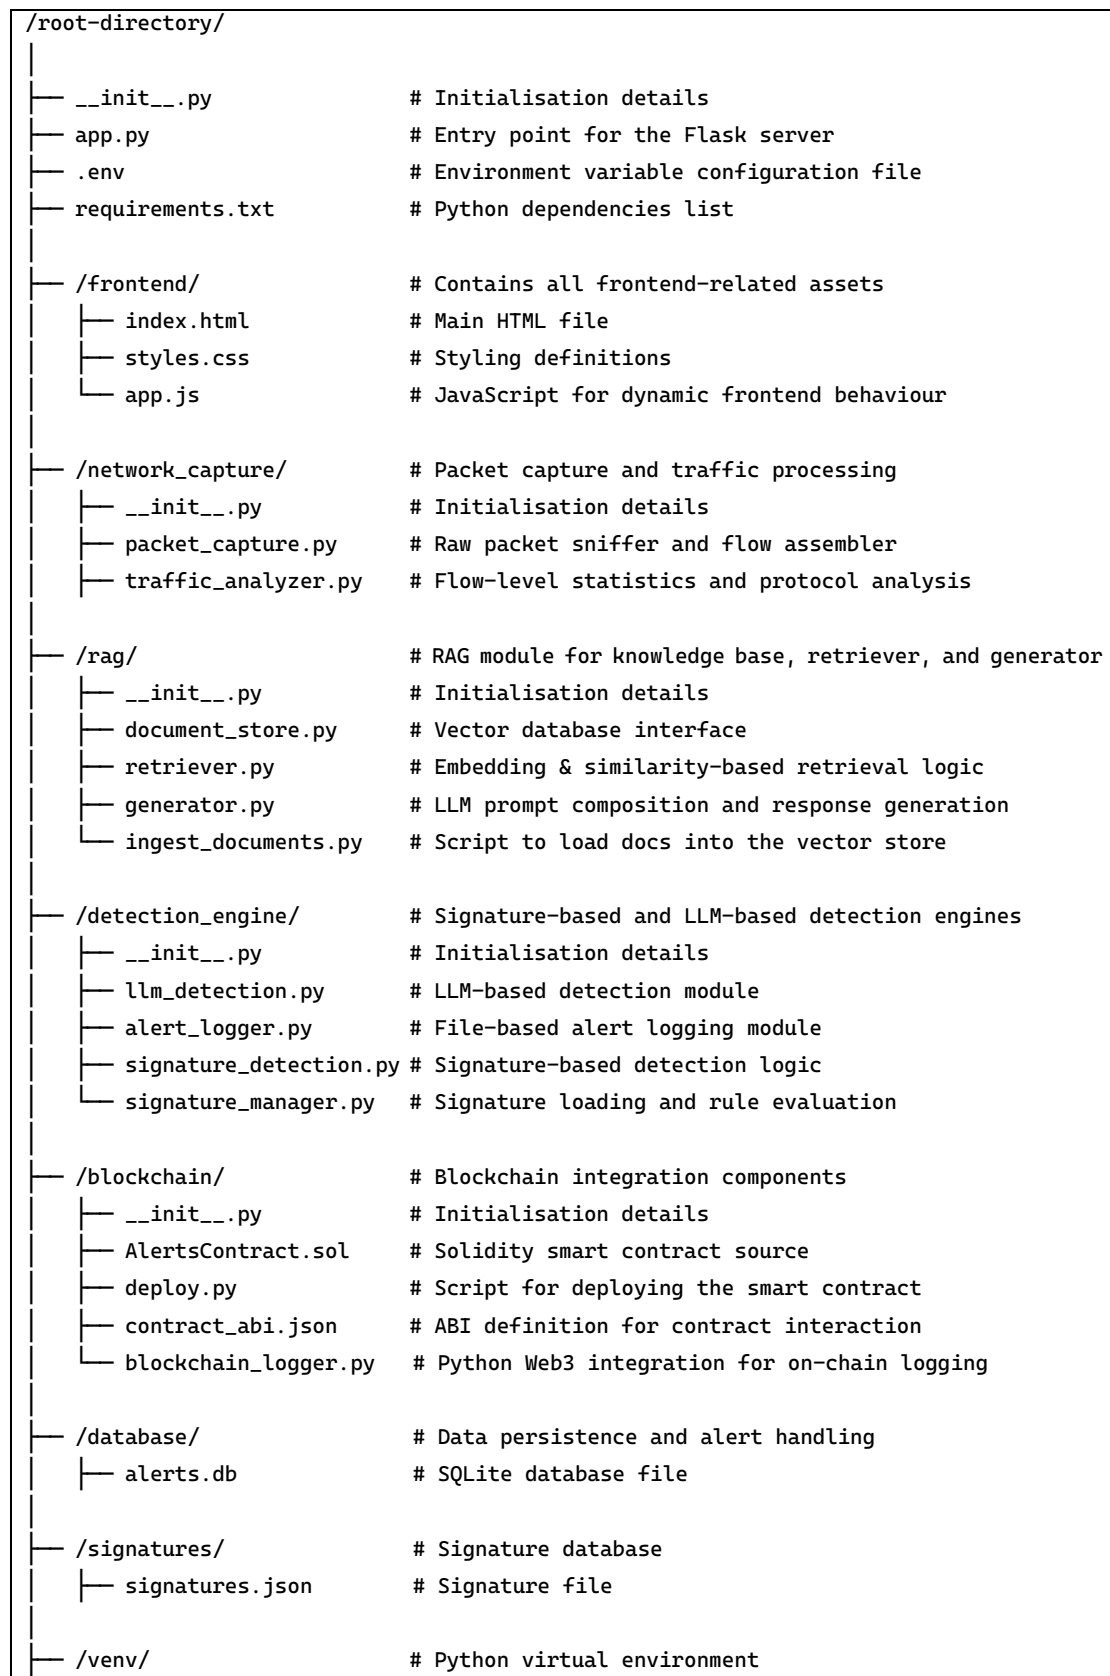 /root-directory/
│
├── __init__.py # Initialisation details
├── app.py # Entry point for the Flask server
├── .env # Environment variable configuration file
├── requirements.txt # Python dependencies list
│
├── /frontend/ # Contains all frontend-related assets
│   ├── index.html # Main HTML file
│   ├── styles.css # Styling definitions
│   └── app.js # JavaScript for dynamic frontend behaviour
│
├── /network_capture/ # Packet capture and traffic processing
│   ├── __init__.py # Initialisation details
│   ├── packet_capture.py # Raw packet sniffer and flow assembler
│   ├── traffic_analyzer.py # Flow-level statistics and protocol analysis
│
├── /rag/ # RAG module for knowledge base, retriever, and generator
│   ├── __init__.py # Initialisation details
│   ├── document_store.py # Vector database interface
│   ├── retriever.py # Embedding & similarity-based retrieval logic
│   ├── generator.py # LLM prompt composition and response generation
│   └── ingest_documents.py # Script to load docs into the vector store
│
├── /detection_engine/ # Signature-based and LLM-based detection engines
│   ├── __init__.py # Initialisation details
│   ├── llm_detection.py # LLM-based detection module
│   ├── alert_logger.py # File-based alert logging module
│   ├── signature_detection.py # Signature-based detection logic
│   └── signature_manager.py # Signature loading and rule evaluation
│
├── /blockchain/ # Blockchain integration components
│   ├── __init__.py # Initialisation details
│   ├── AlertsContract.sol # Solidity smart contract source
│   ├── deploy.py # Script for deploying the smart contract
│   ├── contract_abi.json # ABI definition for contract interaction
│   └── blockchain_logger.py # Python Web3 integration for on-chain logging
│
├── /database/ # Data persistence and alert handling
│   ├── alerts.db # SQLite database file
│
├── /signatures/ # Signature database
│   ├── signatures.json # Signature file
│
├── /venv/ # Python virtual environment